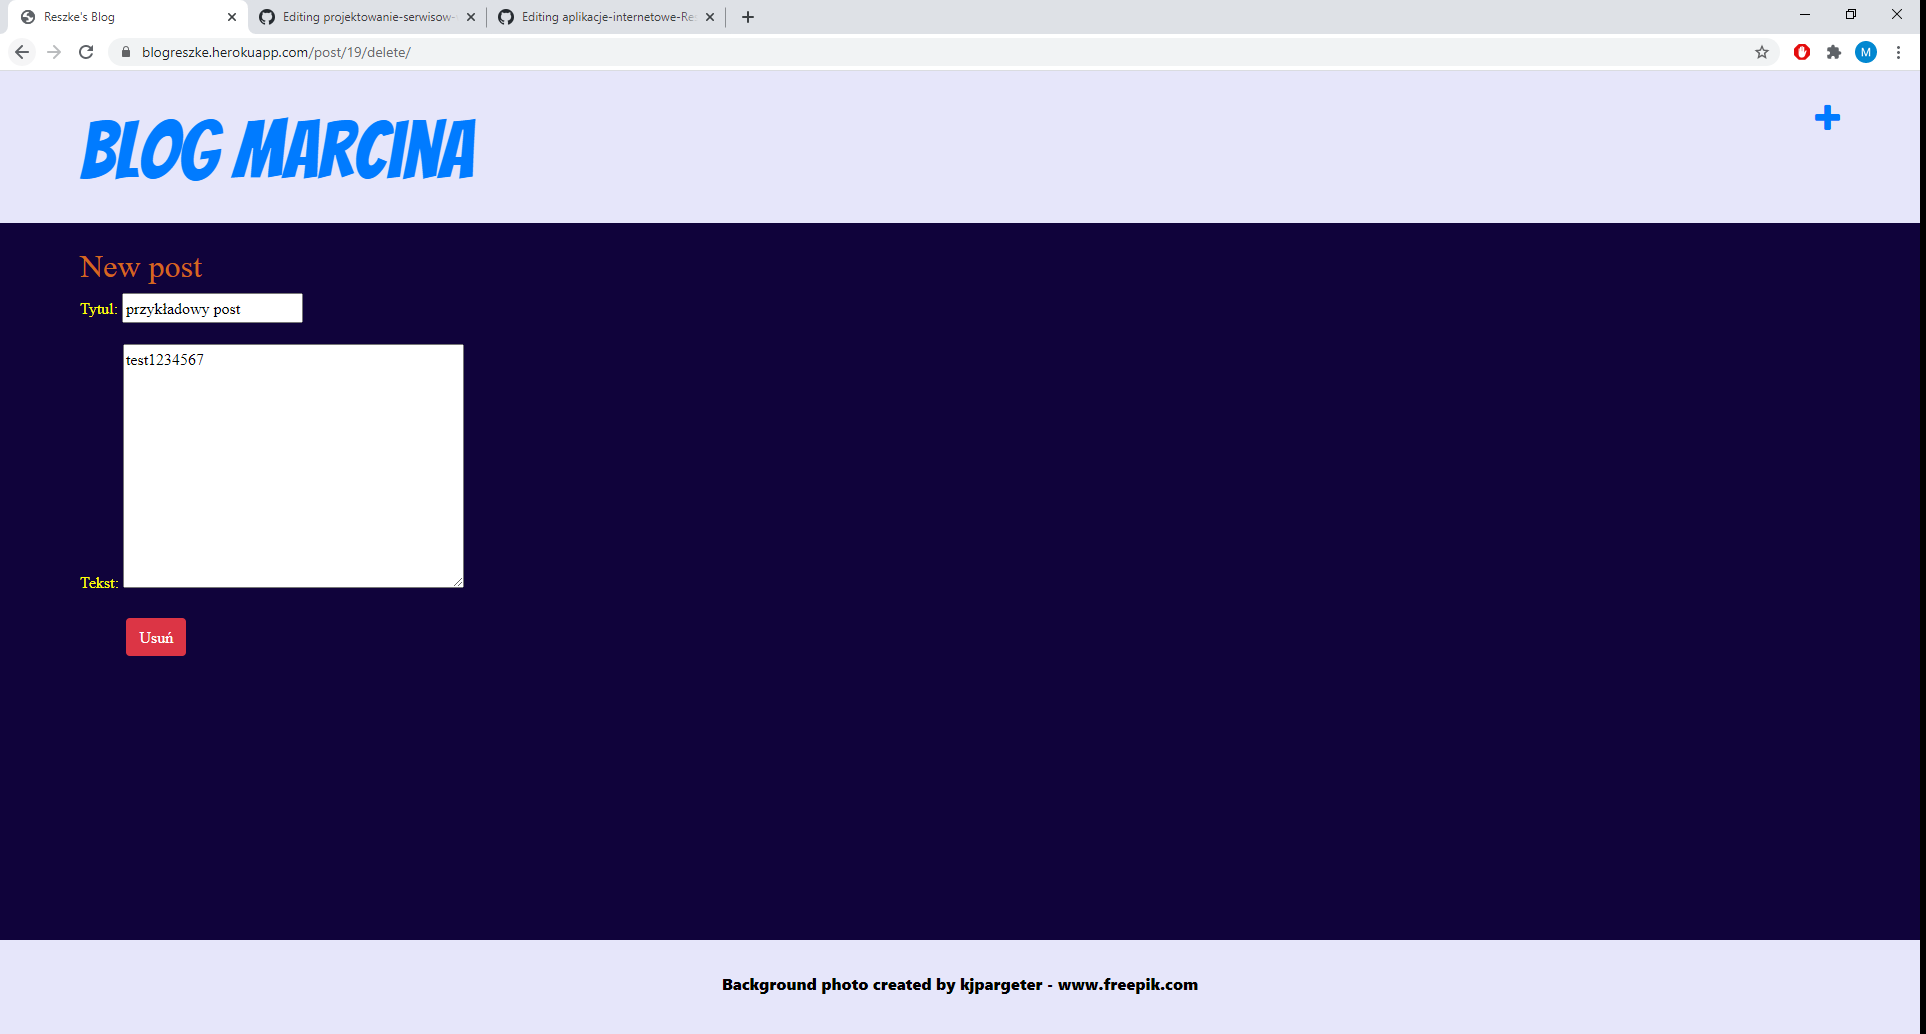 Reszke's Blog
Editing projektowanie-serwisow-
Editing aplikacje-internetowe-Re
blogreszke.herokuapp.com/post/19/delete/
M
BLOG MARCINA
New post
Tytul: przykładowy post
test1234567
Tekst:
Usuń
Background photo created by kjpargeter - www.freepik.com